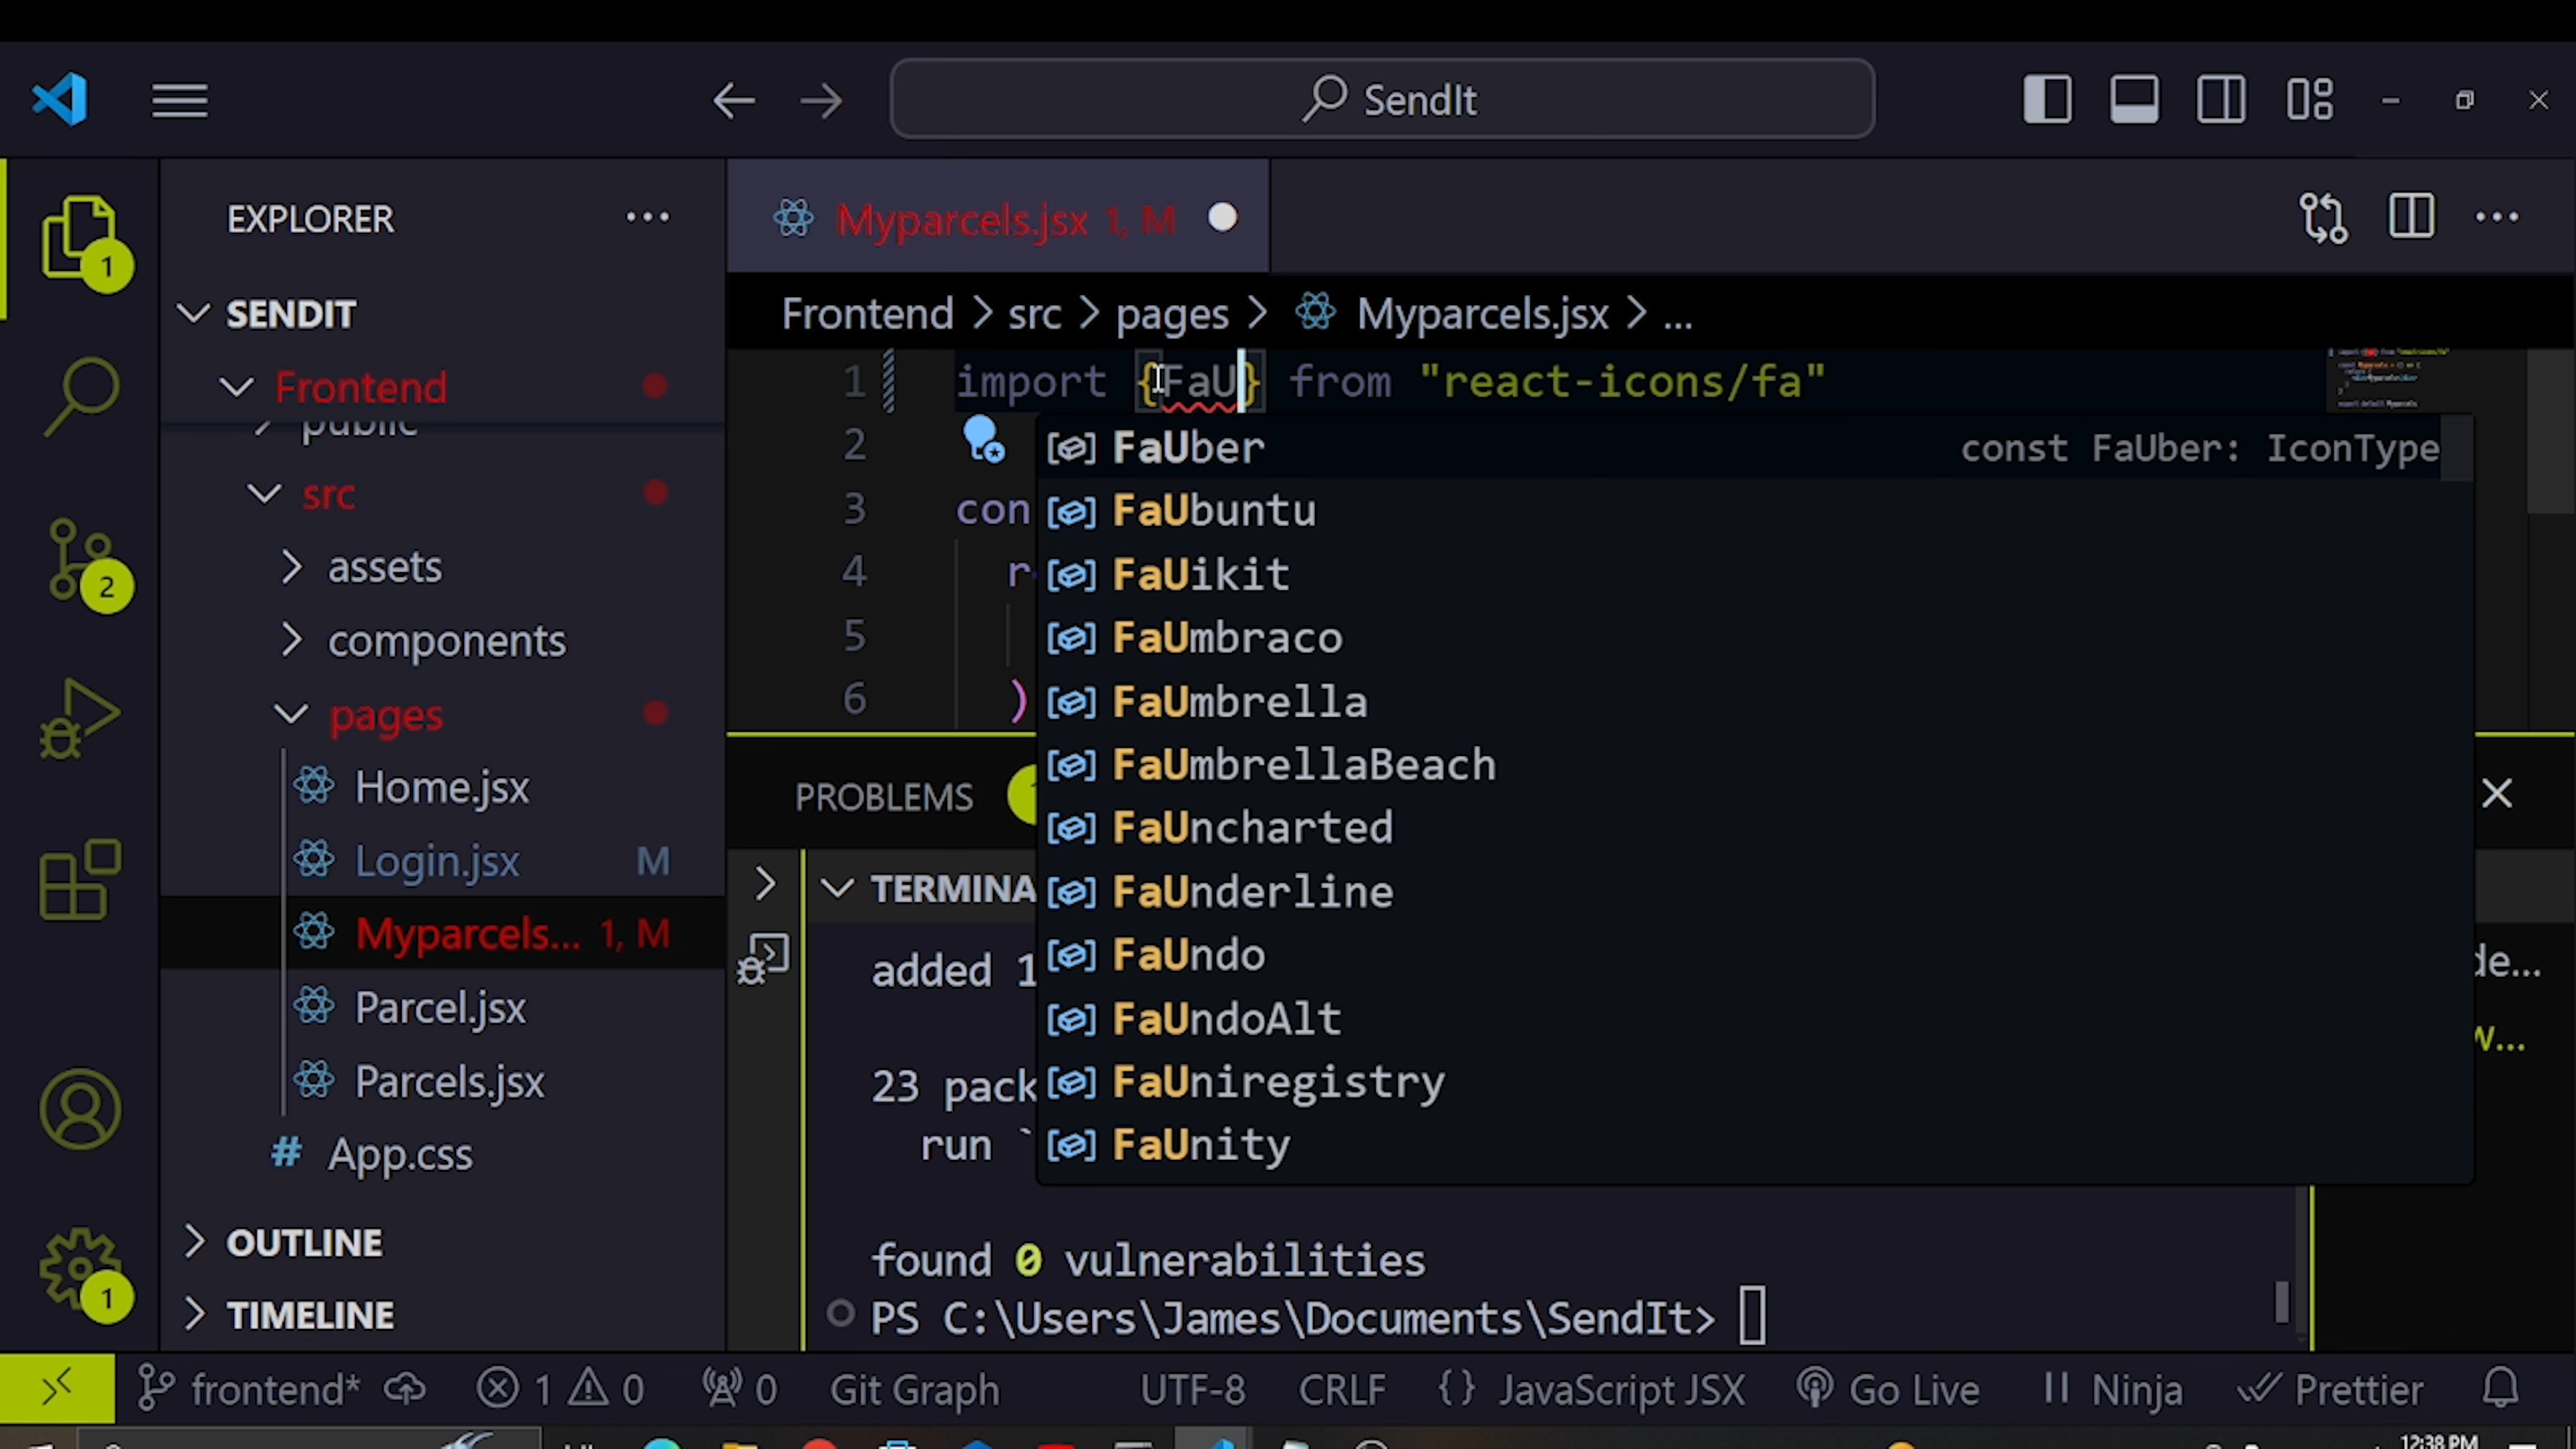 SendIt
EXPLORER
Myparcels.jsx 1, M
1
SENDIT
Frontend > src > pages > Myparcels.jsx > ...
Frontend
1 import {FaU} from "react-icons/fa"
public
2
FaUber const FaUber: IconType
src
3 con
FaUbuntu
assets
4
FaUikit
2
components
5
FaUmbraco
pages
6 )
FaUmbrella
Home.jsx
PROBLEMS
FaUmbrellaBeach
Login.jsx M
FaUncharted
TERMINA
FaUnderline
Myparcels... 1, M
added 1
FaUndo
de...
Parcel.jsx
FaUndoAlt
w...
Parcels.jsx
23 pack
FaUniregistry
App.css
run `
FaUnity
OUTLINE
found 0 vulnerabilities
1
TIMELINE
PS C:\Users\James\Documents\SendIt>
frontend* 1 0 0 Git Graph UTF-8 CRLF {} JavaScript JSX Go Live Ninja Prettier
12:38 PM